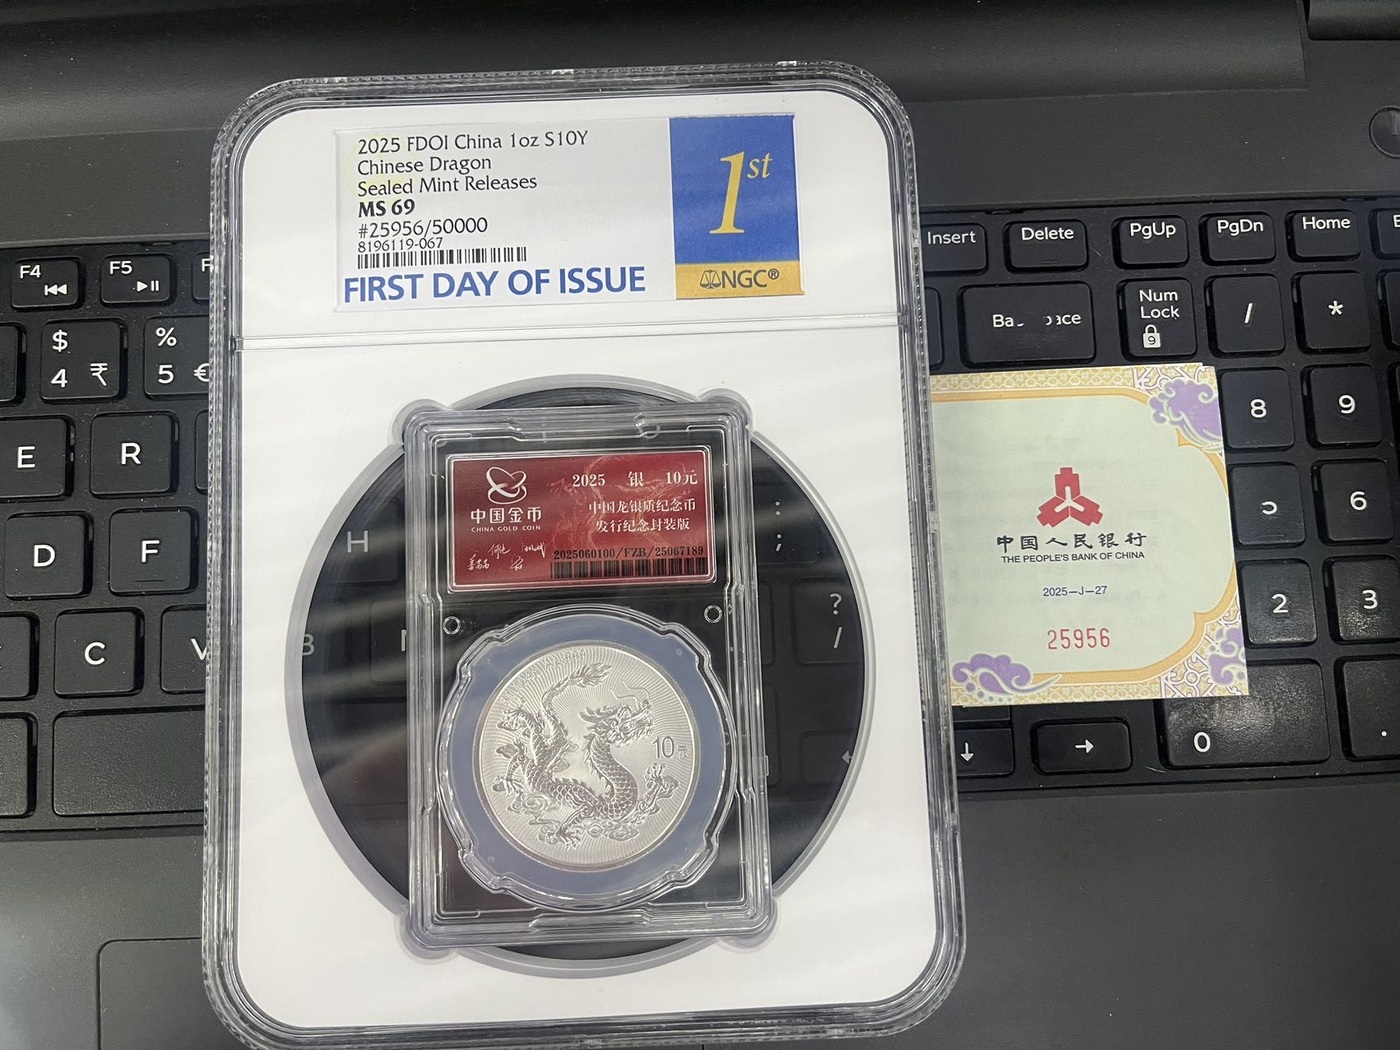 2025 FDOI China 1oz S10Y
Chinese Dragon
Sealed Mint Releases
MS 69
#25956/50000
8196119-067
FIRST DAY OF ISSUE
1st
NGC®
中国金币
CHINA GOLD COIN
2025 银 10元
中国龙银质纪念币
发行纪念封装版
2025060100/FZB/25067189
10元
中国人民银行
THE PEOPLE'S BANK OF CHINA
2025-J-27
25956
F4
F5
Insert
Delete
PgUp
PgDn
Home
$
4 ₹
%
5 €
Num
Lock
9
/
*
E
R
8
9
H
:
;
D
F
6
?
/
C
V
2
3
0
.